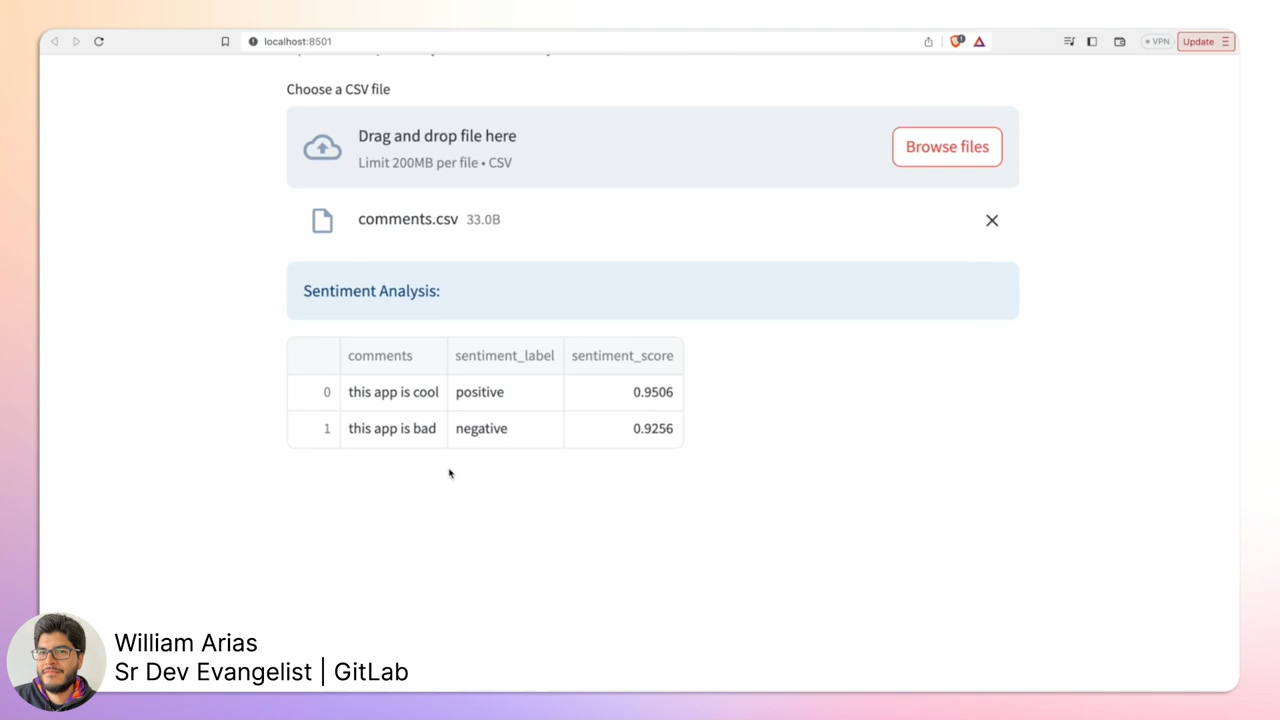 localhost:8501
VPN
Update
Choose a CSV file
Drag and drop file here
Limit 200MB per file • CSV
Browse files
comments.csv 33.0B
Sentiment Analysis:
comments sentiment_label sentiment_score
0 this app is cool positive 0.9506
1 this app is bad negative 0.9256
William Arias
Sr Dev Evangelist | GitLab